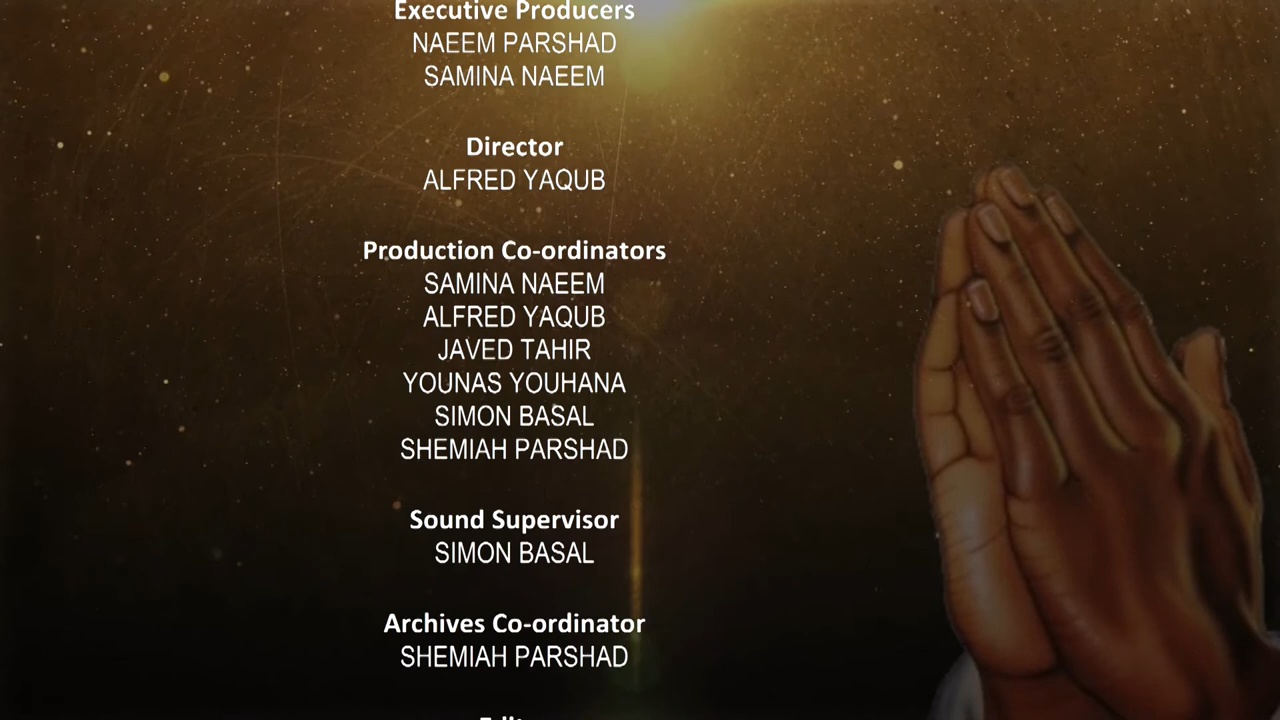 Executive Producers
NAEEM PARSHAD
SAMINA NAEEM
Director
ALFRED YAQUB
Production Co-ordinators
SAMINA NAEEM
ALFRED YAQUB
JAVED TAHIR
YOUNAS YOUHANA
SIMON BASAL
SHEMIAH PARSHAD
Sound Supervisor
SIMON BASAL
Archives Co-ordinator
SHEMIAH PARSHAD